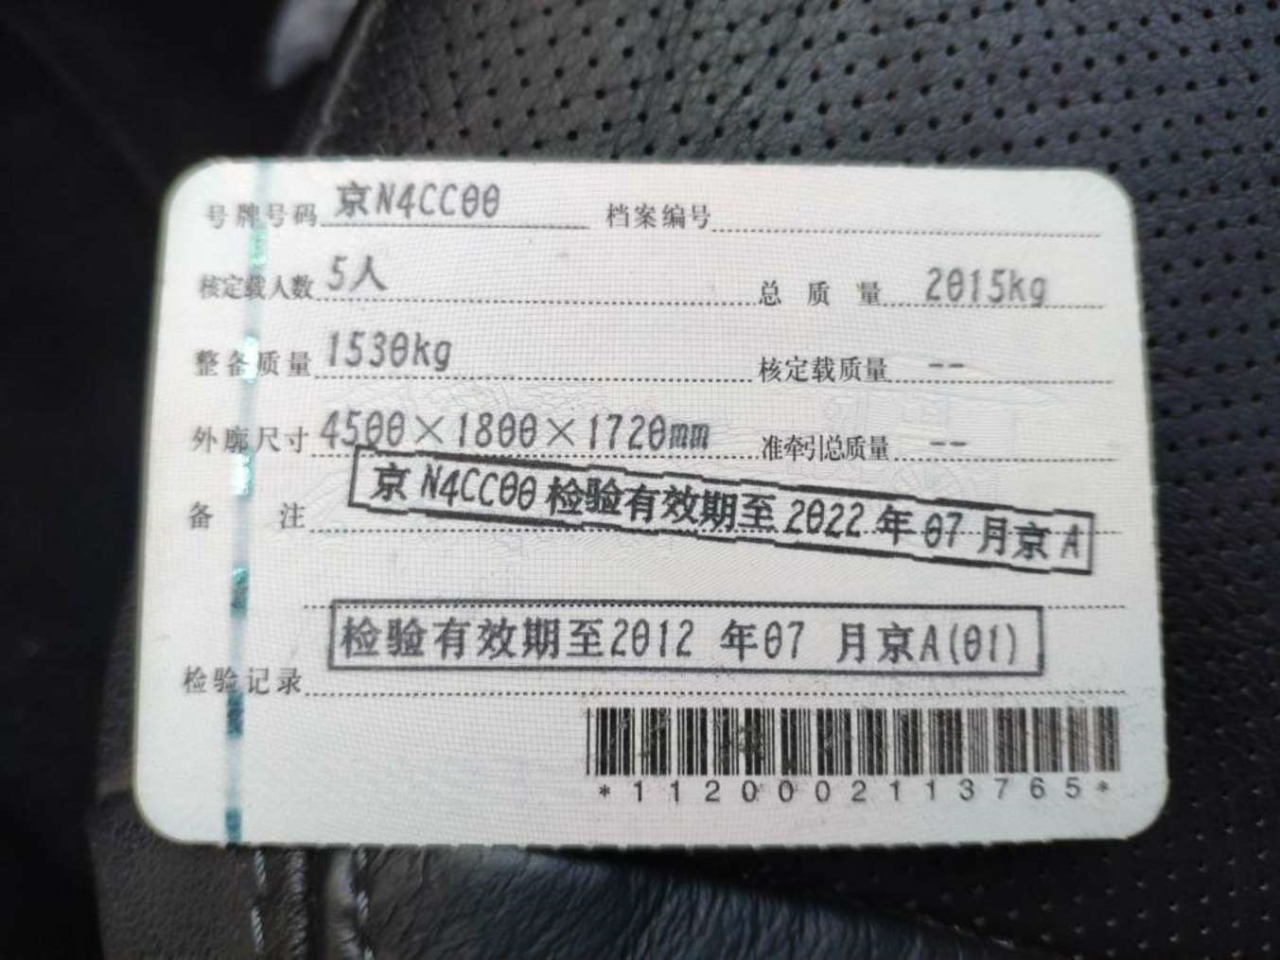 号牌号码 京N4CC00 档案编号
核定载人数 5人 总质量 2015kg
整备质量 1530kg 核定载质量 --
外廓尺寸 4500×1800×1720mm 准牵引总质量 --
京N4CC00检验有效期至2022年07月京A
备注
检验有效期至2012 年07 月京A(01)
检验记录
*1120002113765*